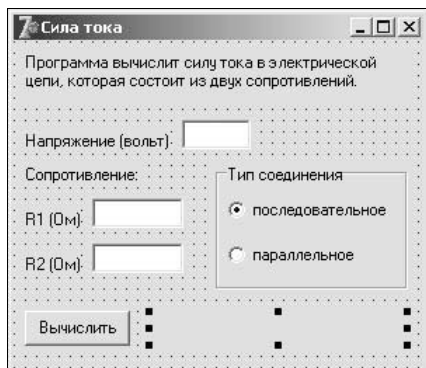 Сила тока
Программа вычислит силу тока в электрической
цепи, которая состоит из двух сопротивлений.
Напряжение (вольт):
Сопротивление:
Тип соединения
R1 (Ом):
последовательное
R2 (Ом):
параллельное
Вычислить